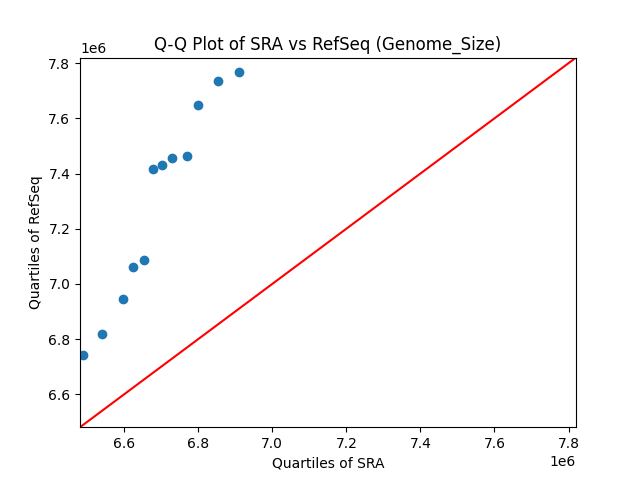 Q-Q Plot of SRA vs RefSeq (Genome_Size)
1e6
7.8
7.6
7.4
7.2
7.0
6.8
6.6
Quartiles of RefSeq
6.6 6.8 7.0 7.2 7.4 7.6 7.8
1e6
Quartiles of SRA